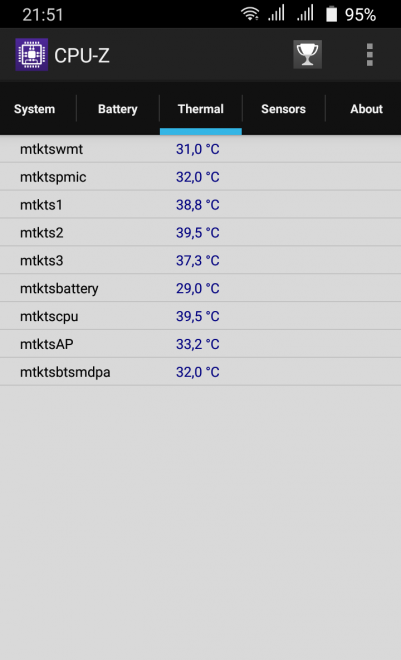 21:51 95%
CPU-Z
System Battery Thermal Sensors About
mtktswmt 31,0 °C
mtktspmic 32,0 °C
mtkts1 38,8 °C
mtkts2 39,5 °C
mtkts3 37,3 °C
mtktsbattery 29,0 °C
mtktscpu 39,5 °C
mtktsAP 33,2 °C
mtktsbtsmdpa 32,0 °C